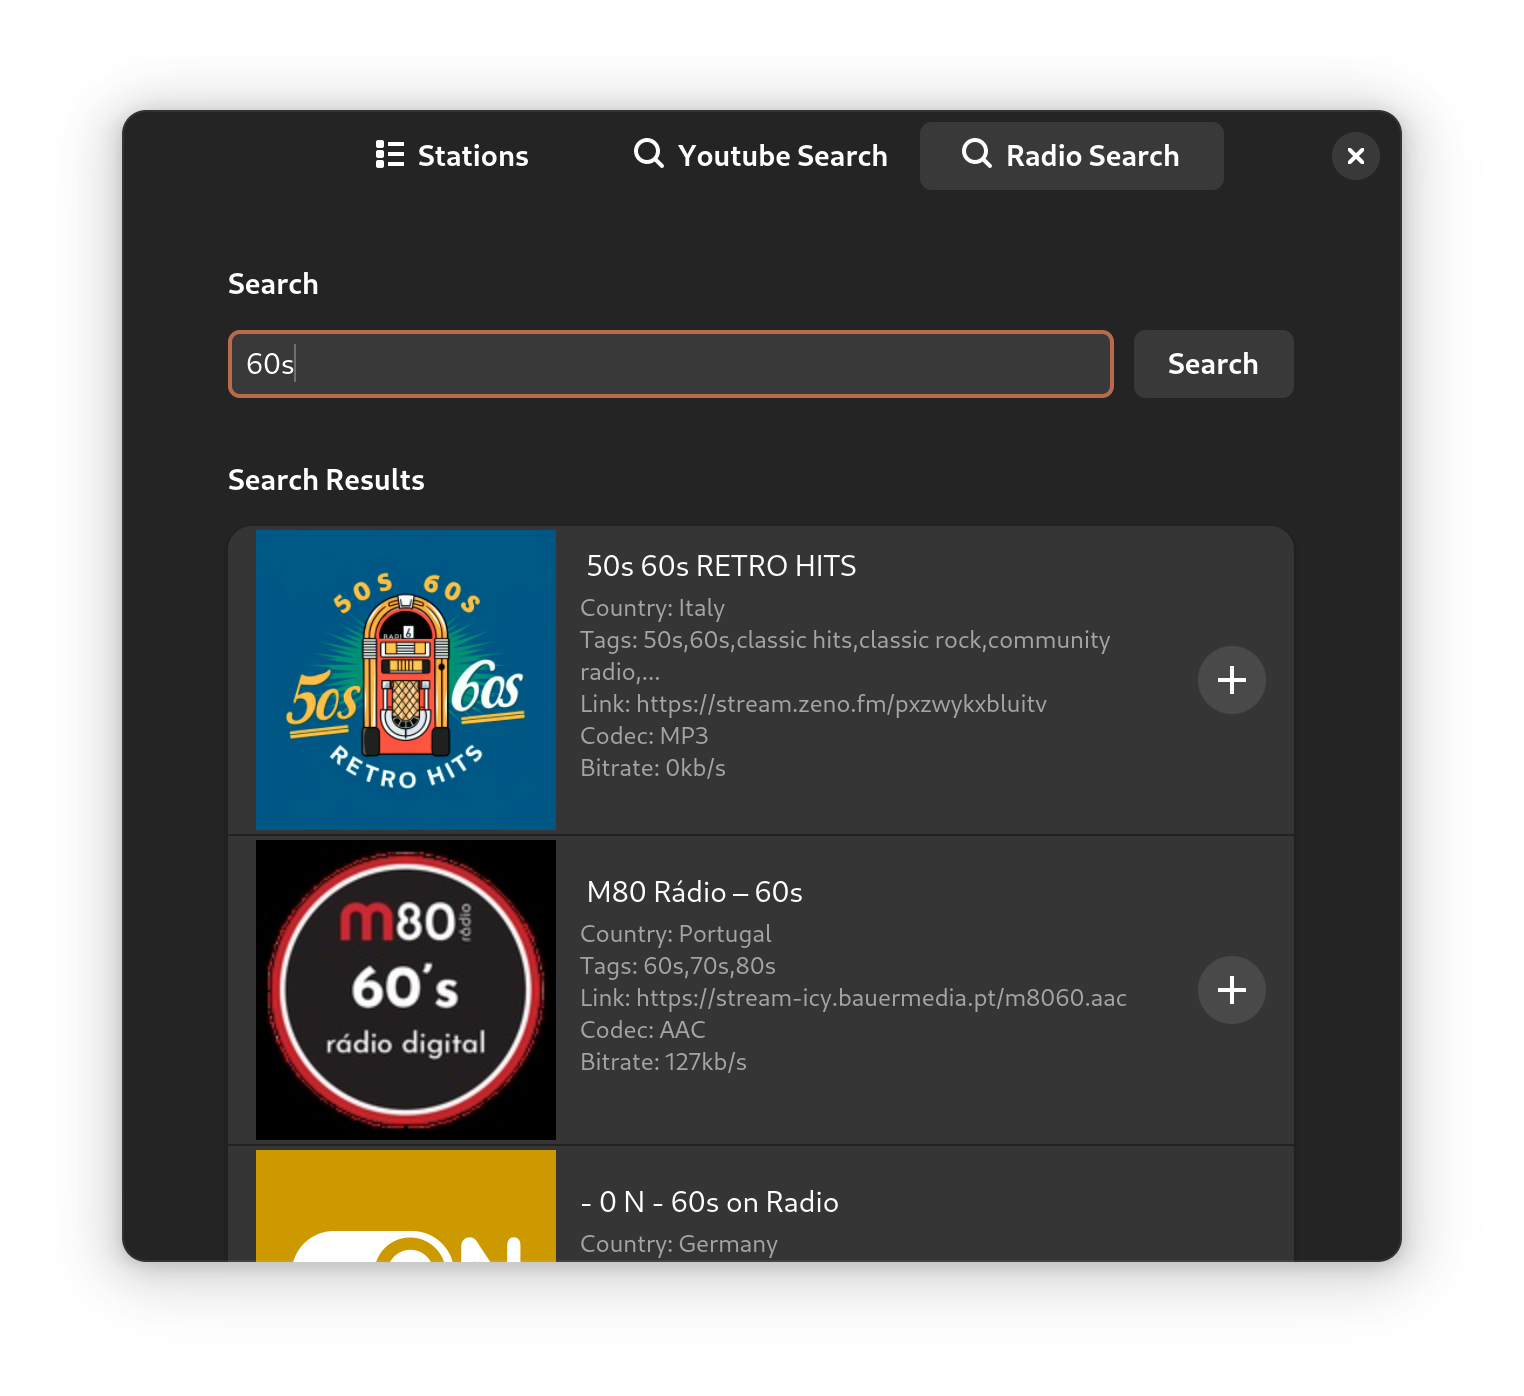 Stations
Youtube Search
Radio Search
Search
60s
Search
Search Results
50S 60S
50s
60s
RETRO HITS
50s 60s RETRO HITS
Country: Italy
Tags: 50s,60s,classic hits,classic rock,community
radio,...
Link: https://stream.zeno.fm/pxzwykxbluitv
Codec: MP3
Bitrate: 0kb/s
m80 rádio
60's
rádio digital
M80 Rádio – 60s
Country: Portugal
Tags: 60s,70s,80s
Link: https://stream-icy.bauermedia.pt/m8060.aac
Codec: AAC
Bitrate: 127kb/s
ON
- 0 N - 60s on Radio
Country: Germany